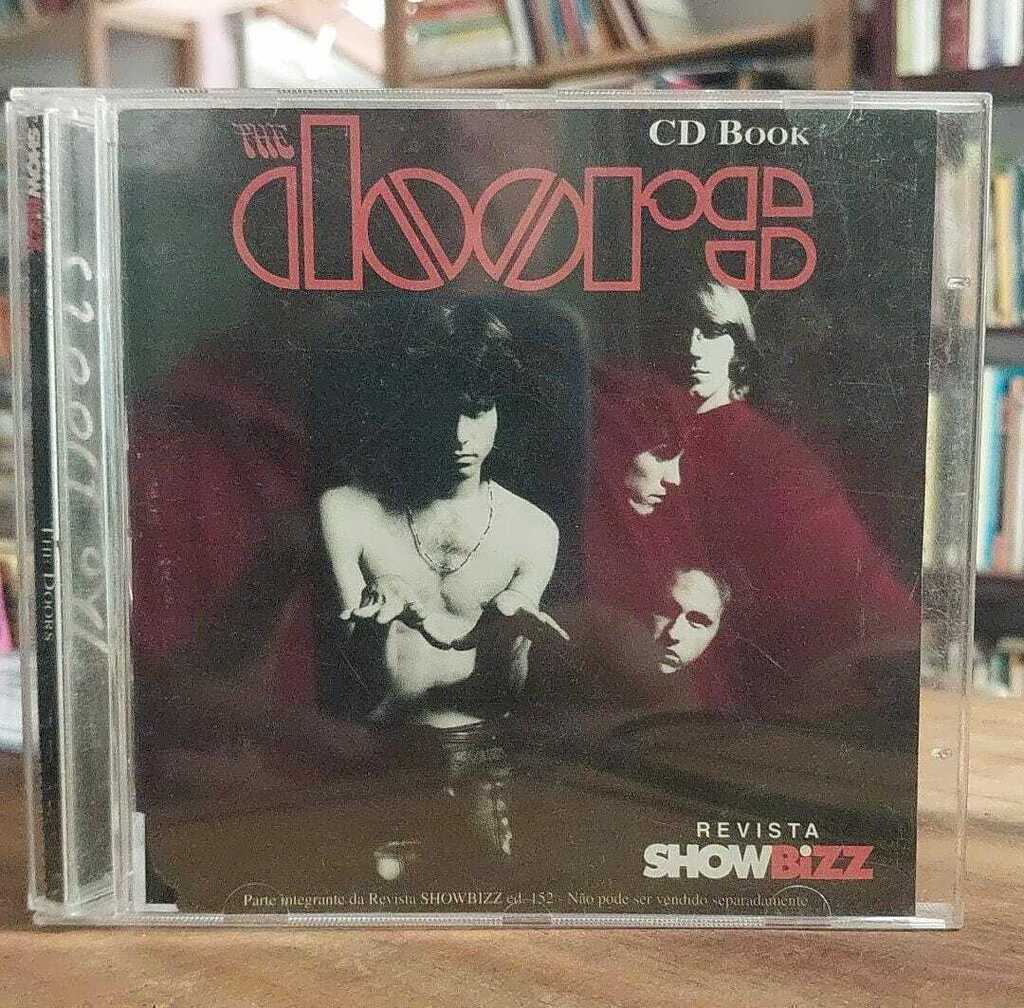 THE
doors
CD BOOK
REVISTA
SHOWBiZZ
Parte integrante da Revista SHOWBIZZ ed. 152 - Não pode ser vendido separadamente
THE DOORS